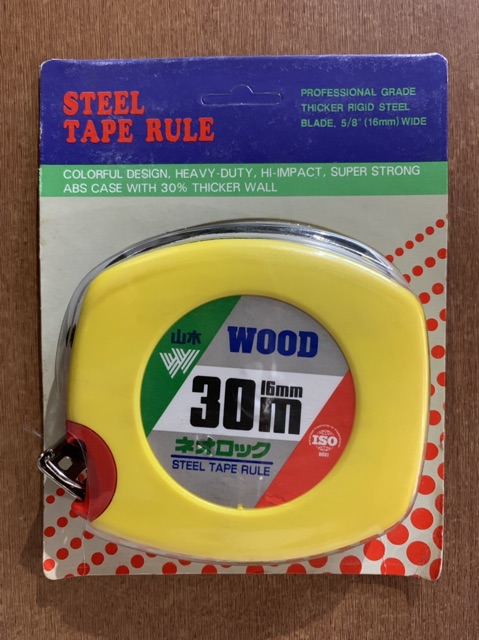 STEEL
TAPE RULE
PROFESSIONAL GRADE
THICKER RIGID STEEL
BLADE, 5/8" (16mm) WIDE
COLORFUL DESIGN, HEAVY-DUTY, HI-IMPACT, SUPER STRONG
ABS CASE WITH 30% THICKER WALL
山木
WOOD
16mm
30m
ネオロック
STEEL TAPE RULE
ISO